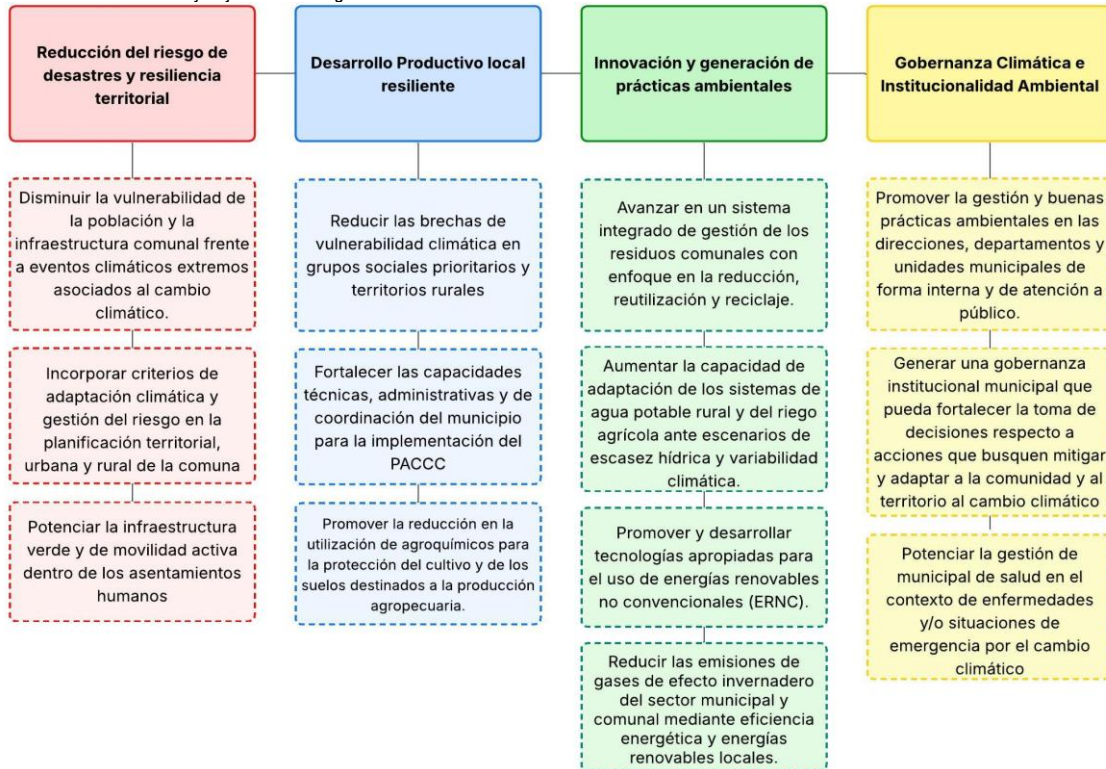 Reducción del riesgo de
desastres y resiliencia
territorial
Desarrollo Productivo local
resiliente
Innovación y generación de
prácticas ambientales
Gobernanza Climática e
Institucionalidad Ambiental
Disminuir la vulnerabilidad de
la población y la
infraestructura comunal frente
a eventos climáticos extremos
asociados al cambio
climático.
Incorporar criterios de
adaptación climática y
gestión del riesgo en la
planificación territorial,
urbana y rural de la comuna
Potenciar la infraestructura
verde y de movilidad activa
dentro de los asentamientos
humanos
Reducir las brechas de
vulnerabilidad climática en
grupos sociales prioritarios y
territorios rurales
Fortalecer las capacidades
técnicas, administrativas y de
coordinación del municipio
para la implementación del
PACCC
Promover la reducción en la
utilización de agroquímicos para
la protección del cultivo y de los
suelos destinados a la producción
agropecuaria.
Avanzar en un sistema
integrado de gestión de los
residuos comunales con
enfoque en la reducción,
reutilización y reciclaje.
Aumentar la capacidad de
adaptación de los sistemas de
agua potable rural y del riego
agrícola ante escenarios de
escasez hídrica y variabilidad
climática.
Promover y desarrollar
tecnologías apropiadas para
el uso de energías renovables
no convencionales (ERNC).
Reducir las emisiones de
gases de efecto invernadero
del sector municipal y
comunal mediante eficiencia
energética y energías
renovables locales.
Promover la gestión y buenas
prácticas ambientales en las
direcciones, departamentos y
unidades municipales de
forma interna y de atención a
público.
Generar una gobernanza
institucional municipal que
pueda fortalecer la toma de
decisiones respecto a
acciones que busquen mitigar
y adaptar a la comunidad y al
territorio al cambio climático
Potenciar la gestión de
municipal de salud en el
contexto de enfermedades
y/o situaciones de
emergencia por el cambio
climático